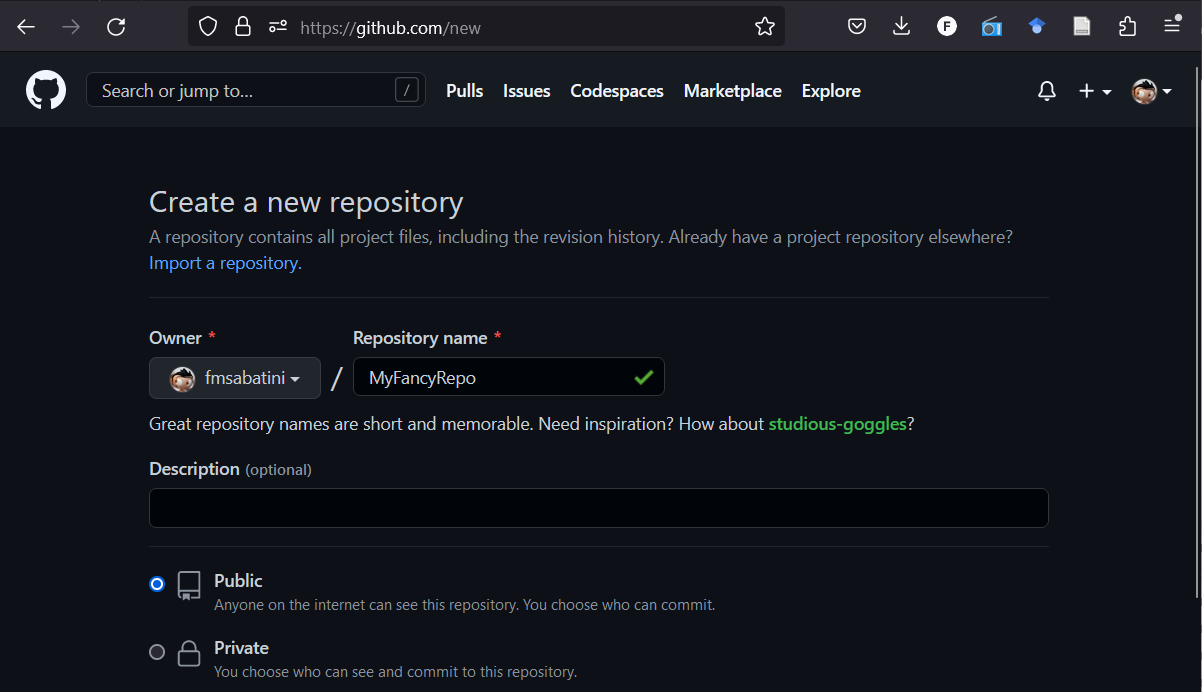 https://github.com/new
F
Search or jump to...
/
Pulls
Issues
Codespaces
Marketplace
Explore
Create a new repository
A repository contains all project files, including the revision history. Already have a project repository elsewhere?
Import a repository.
Owner *
Repository name *
fmsabatini
/
MyFancyRepo
Great repository names are short and memorable. Need inspiration? How about studious-goggles?
Description (optional)
Public
Anyone on the internet can see this repository. You choose who can commit.
Private
You choose who can see and commit to this repository.